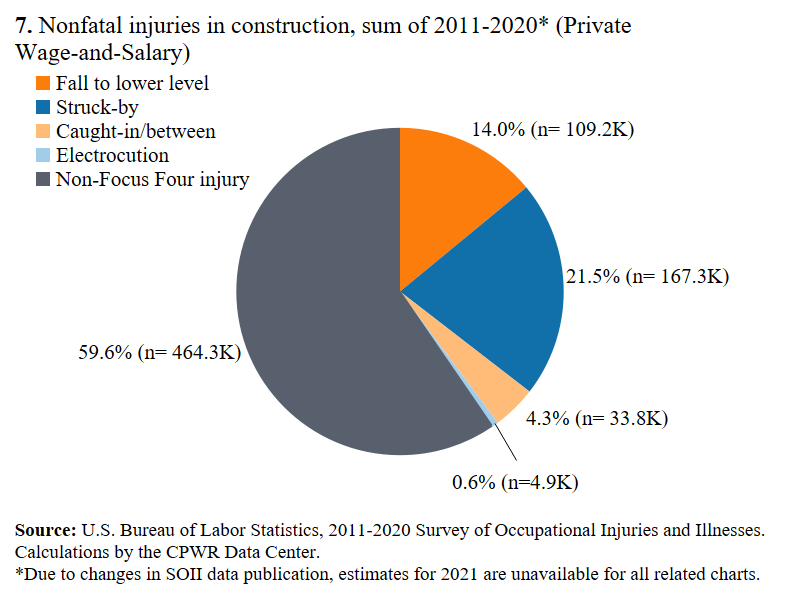 7. Nonfatal injuries in construction, sum of 2011-2020* (Private
Wage-and-Salary)
Fall to lower level
Struck-by
Caught-in/between
Electrocution
Non-Focus Four injury
14.0% (n= 109.2K)
21.5% (n= 167.3K)
59.6% (n= 464.3K)
4.3% (n= 33.8K)
0.6% (n=4.9K)
Source: U.S. Bureau of Labor Statistics, 2011-2020 Survey of Occupational Injuries and Illnesses.
Calculations by the CPWR Data Center.
*Due to changes in SOII data publication, estimates for 2021 are unavailable for all related charts.